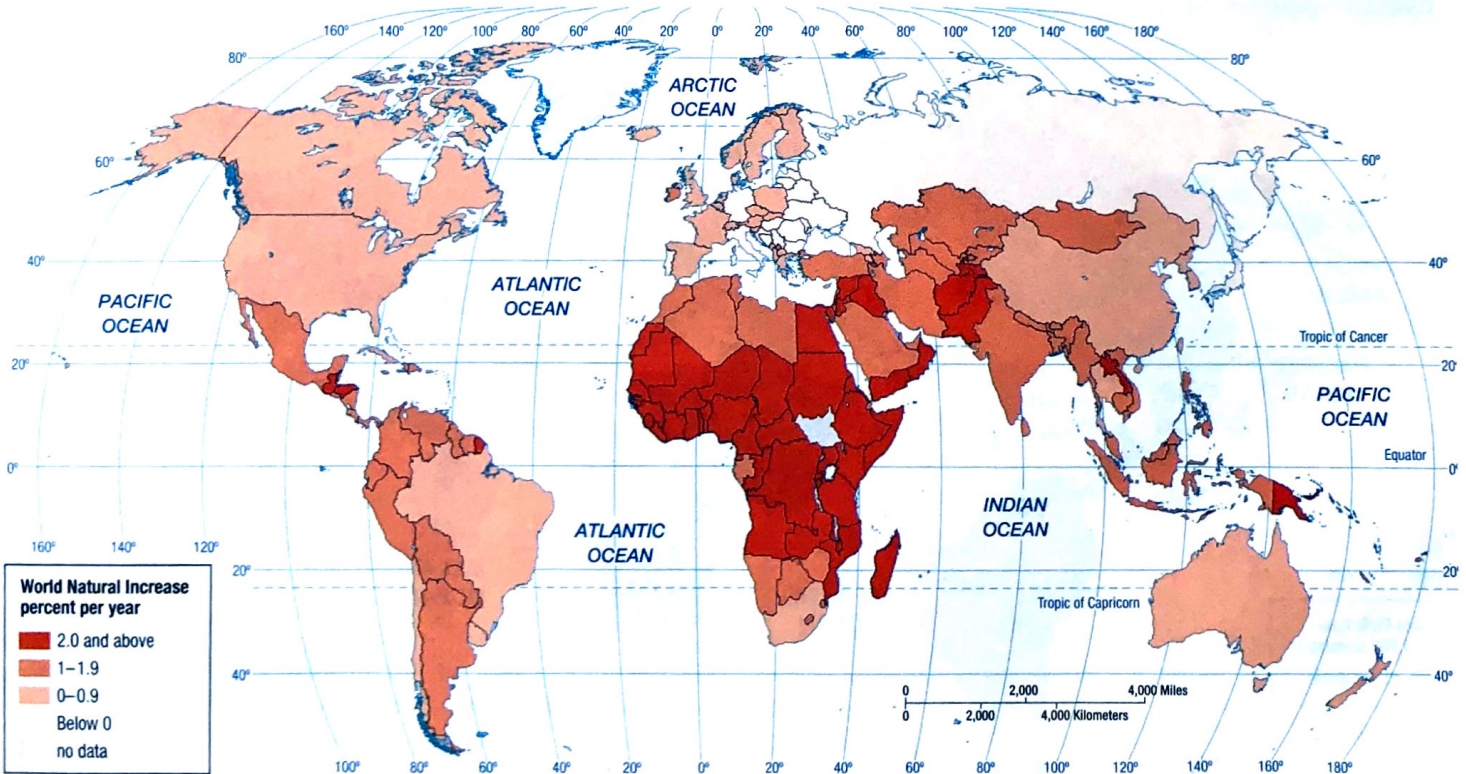 160° 140° 120° 100° 80° 60° 40° 20° 0° 20° 40° 60° 80° 100° 120° 140° 160° 180°
80° 80°
ARCTIC
OCEAN
60° 60°
40° 40°
PACIFIC
OCEAN
ATLANTIC
OCEAN
Tropic of Cancer
20° 20°
PACIFIC
OCEAN
Equator
0° 0°
INDIAN
OCEAN
ATLANTIC
OCEAN
160° 140° 120°
20° 20°
Tropic of Capricorn
World Natural Increase
percent per year
2.0 and above
1–1.9
0–0.9
Below 0
no data
40° 40°
0 2,000 4,000 Miles
0 2,000 4,000 Kilometers
100° 80° 60° 40° 20° 0° 20° 40° 60° 80° 100° 120° 140° 160° 180°